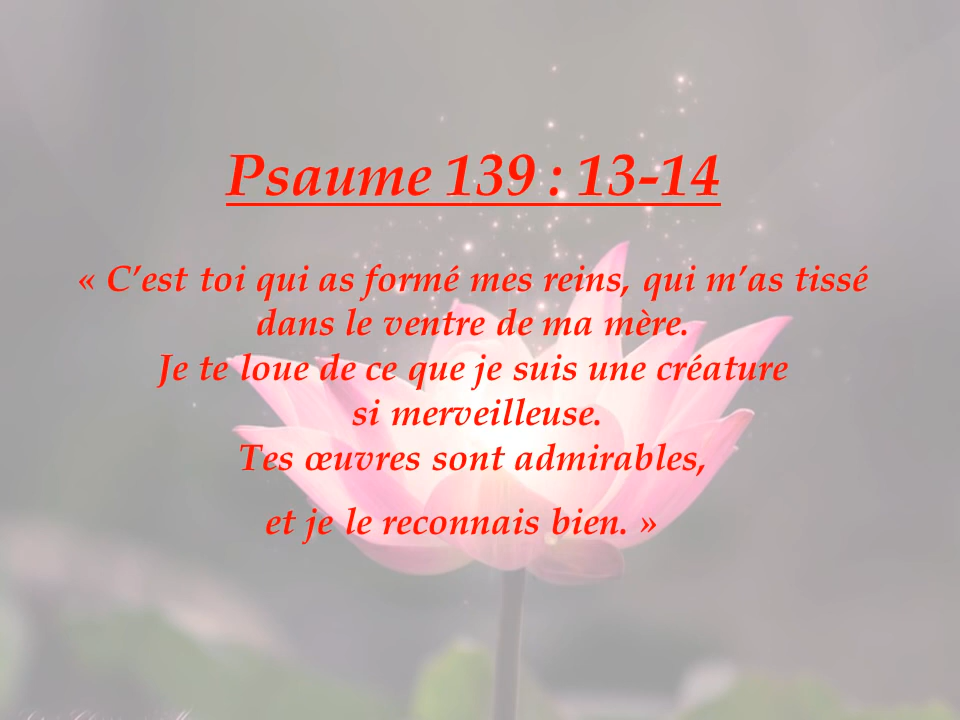 Psaume 139 : 13-14
« C’est toi qui as formé mes reins, qui m’as tissé
dans le ventre de ma mère.
Je te loue de ce que je suis une créature
si merveilleuse.
Tes œuvres sont admirables,
et je le reconnais bien. »